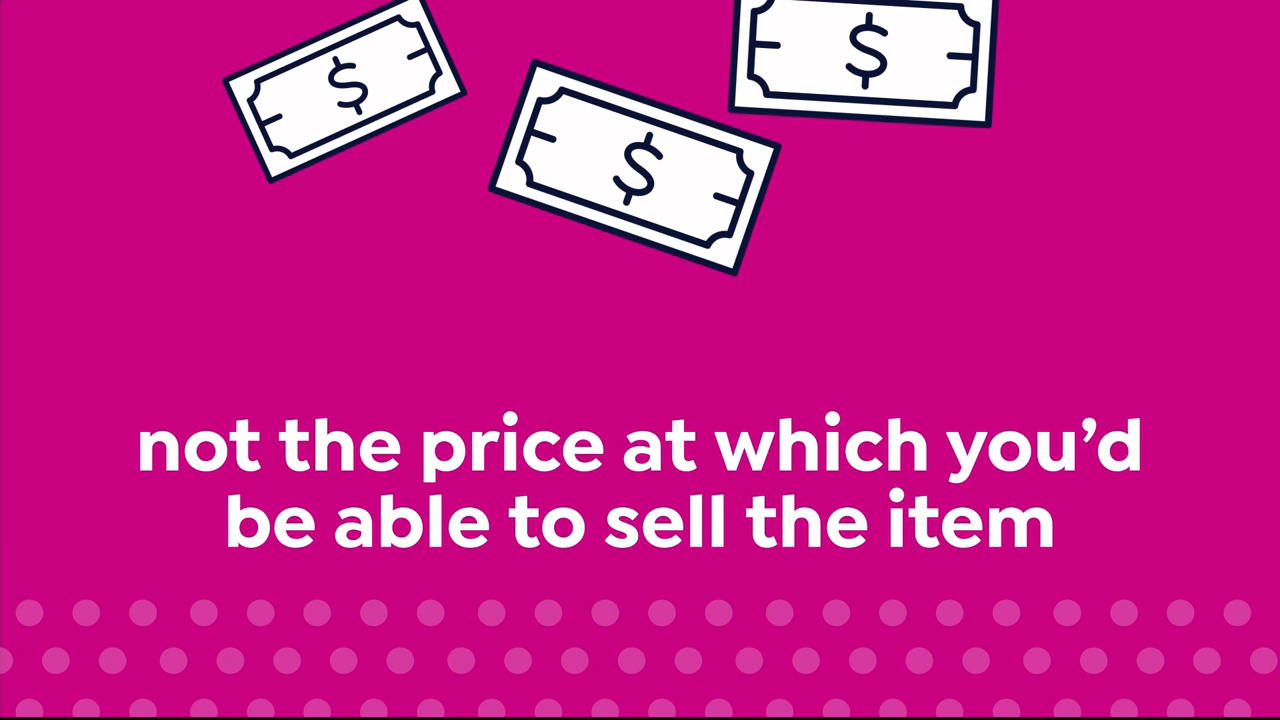 $
$
$
not the price at which you’d
be able to sell the item